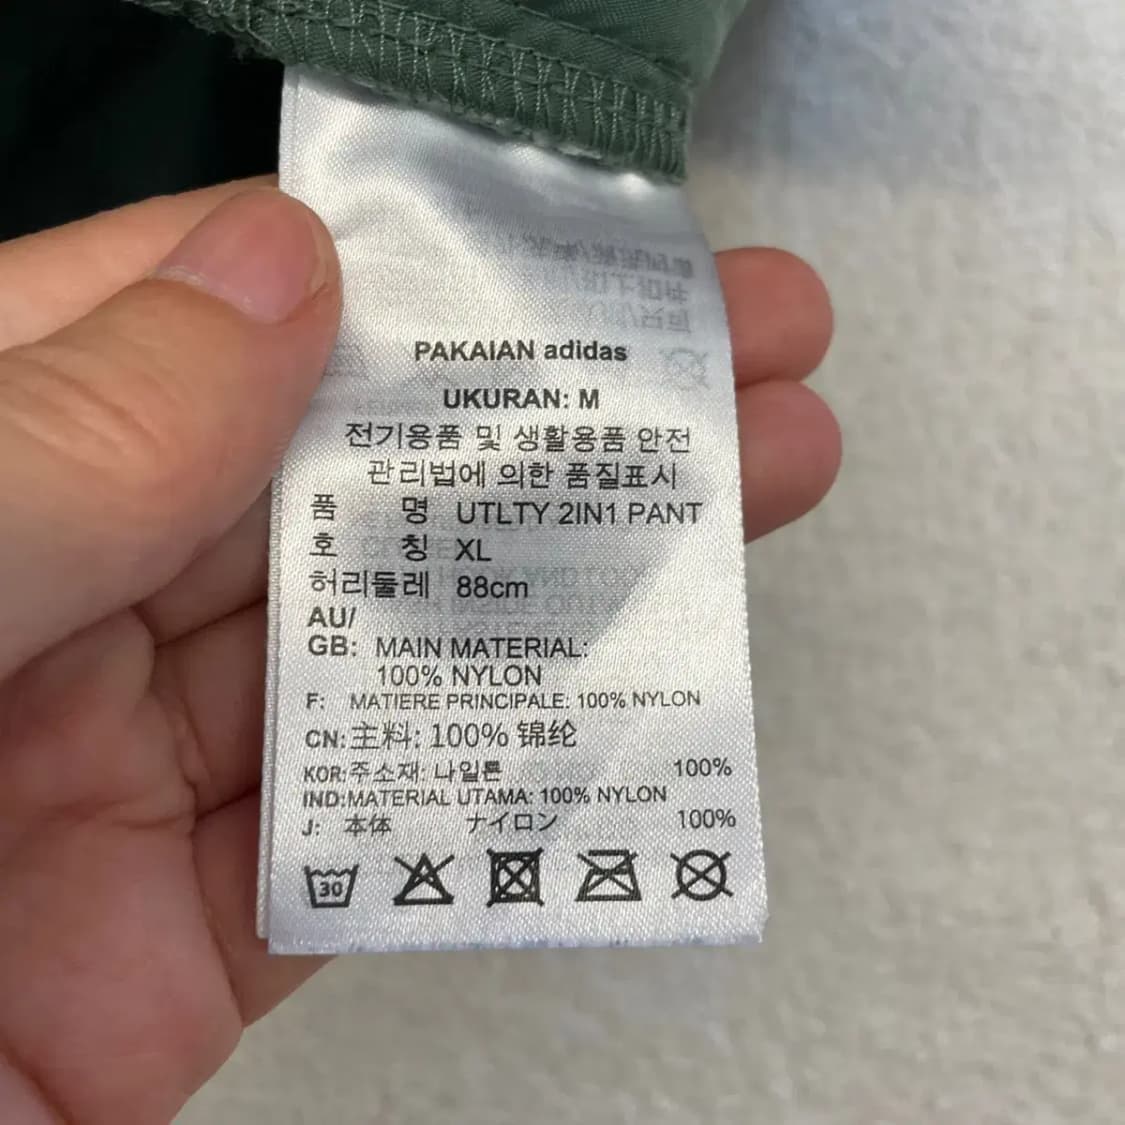 PAKAIAN adidas
UKURAN: M
전기용품 및 생활용품 안전
관리법에 의한 품질표시
품 명 UTLTY 2IN1 PANT
호 칭 XL
허리둘레 88cm
AU/
GB: MAIN MATERIAL:
100% NYLON
F: MATIERE PRINCIPALE: 100% NYLON
CN: 主料: 100% 锦纶
KOR: 주소재: 나일론 100%
IND: MATERIAL UTAMA: 100% NYLON
J: 本体 ナイロン 100%
30